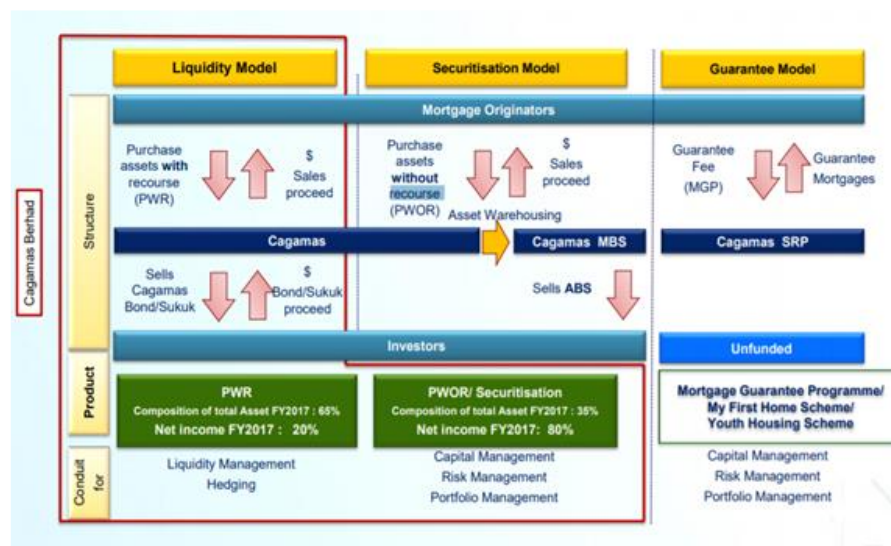 Liquidity Model
Securitisation Model
Guarantee Model
Mortgage Originators
Cagamas Berhad
Structure
Purchase
assets with
recourse
(PWR)
$
Sales
proceed
Purchase
assets
without
recourse
(PWOR)
$
Sales
proceed
Asset Warehousing
Guarantee
Fee
(MGP)
Guarantee
Mortgages
Cagamas
Cagamas MBS
Cagamas SRP
Sells
Cagamas
Bond/Sukuk
$
Bond/Sukuk
proceed
Sells ABS
Investors
Unfunded
Product
PWR
Composition of total Asset FY2017 : 65%
Net income FY2017 : 20%
PWOR/ Securitisation
Composition of total Asset FY2017 : 35%
Net income FY2017: 80%
Mortgage Guarantee Programme/
My First Home Scheme/
Youth Housing Scheme
Conduit
for
Liquidity Management
Hedging
Capital Management
Risk Management
Portfolio Management
Capital Management
Risk Management
Portfolio Management